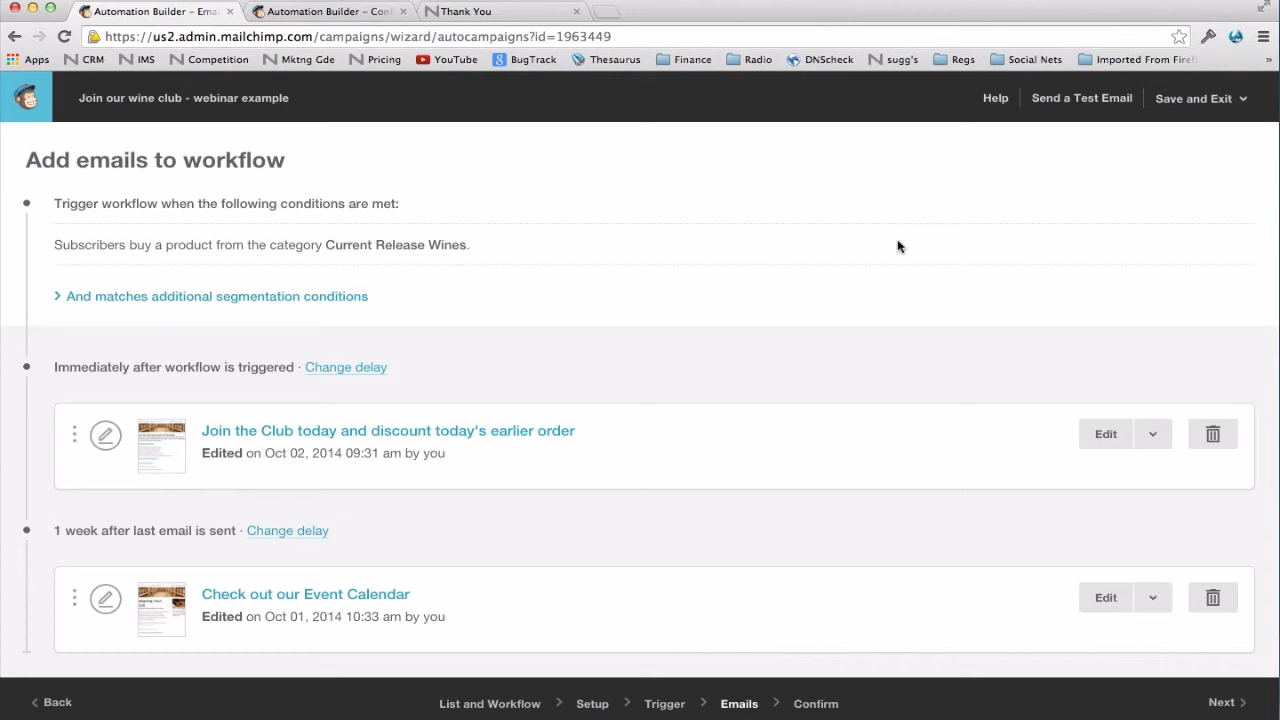 Automation Builder - Emai
Automation Builder - Conf
Thank You
https://us2.admin.mailchimp.com/campaigns/wizard/autocampaigns?id=1963449
Apps CRM IMS Competition Mktng Gde Pricing YouTube BugTrack Thesaurus Finance Radio DNScheck sugg's Regs Social Nets Imported From Firef »
Join our wine club - webinar example
Help Send a Test Email Save and Exit
Add emails to workflow
Trigger workflow when the following conditions are met:
Subscribers buy a product from the category Current Release Wines.
And matches additional segmentation conditions
Immediately after workflow is triggered · Change delay
Join the Club today and discount today's earlier order
Edited on Oct 02, 2014 09:31 am by you
Edit
1 week after last email is sent · Change delay
Check out our Event Calendar
Edited on Oct 01, 2014 10:33 am by you
Edit
Back List and Workflow Setup Trigger Emails Confirm Next